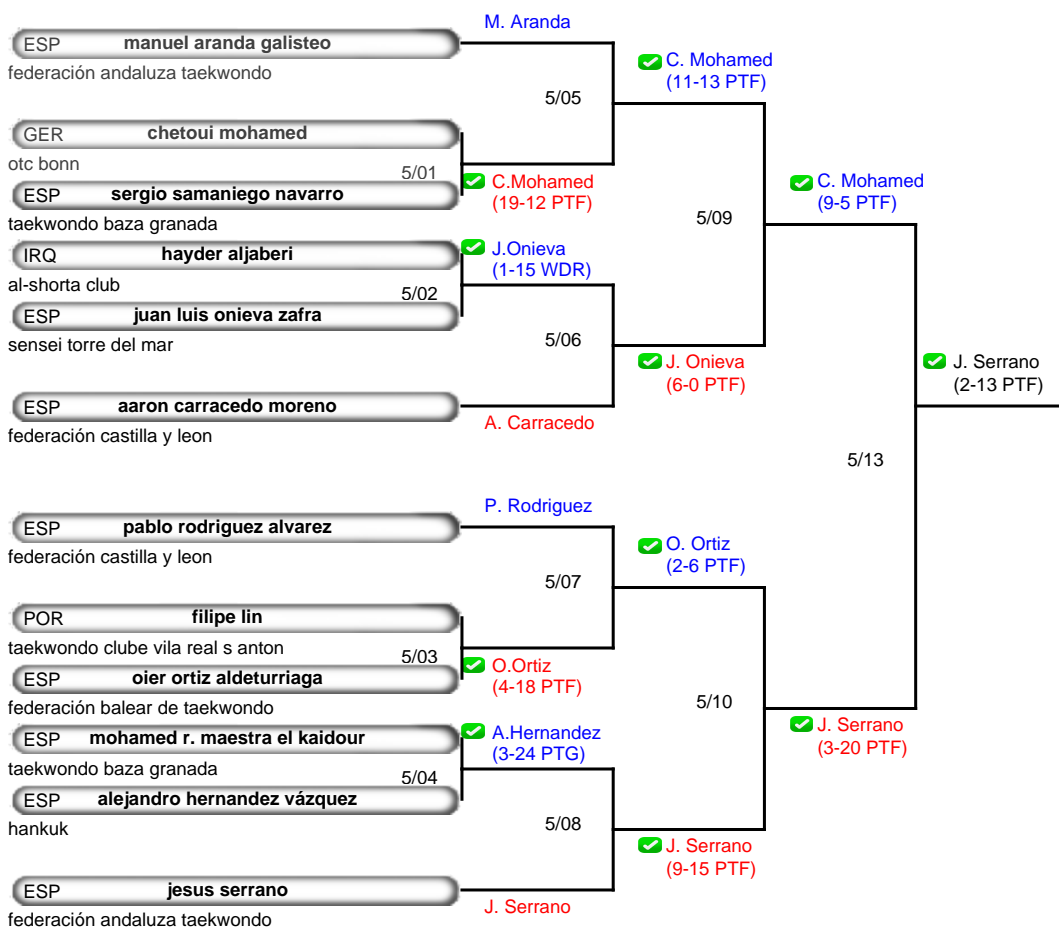 M. Aranda
ESP manuel aranda galisteo
federación andaluza taekwondo
C. Mohamed
(11-13 PTF)
5/05
GER chetoui mohamed
otc bonn
5/01
C.Mohamed
(19-12 PTF)
ESP sergio samaniego navarro
taekwondo baza granada
C. Mohamed
(9-5 PTF)
5/09
IRQ hayder aljaberi
al-shorta club
J.Onieva
(1-15 WDR)
5/02
ESP juan luis onieva zafra
sensei torre del mar
5/06
J. Onieva
(6-0 PTF)
J. Serrano
(2-13 PTF)
ESP aaron carracedo moreno
federación castilla y leon
A. Carracedo
5/13
P. Rodriguez
ESP pablo rodriguez alvarez
federación castilla y leon
O. Ortiz
(2-6 PTF)
5/07
POR filipe lin
taekwondo clube vila real s anton
5/03
O.Ortiz
(4-18 PTF)
ESP oier ortiz aldeturriaga
federación balear de taekwondo
5/10
J. Serrano
(3-20 PTF)
ESP mohamed r. maestra el kaidour
taekwondo baza granada
A.Hernandez
(3-24 PTG)
5/04
ESP alejandro hernandez vázquez
hankuk
5/08
J. Serrano
(9-15 PTF)
ESP jesus serrano
federación andaluza taekwondo
J. Serrano